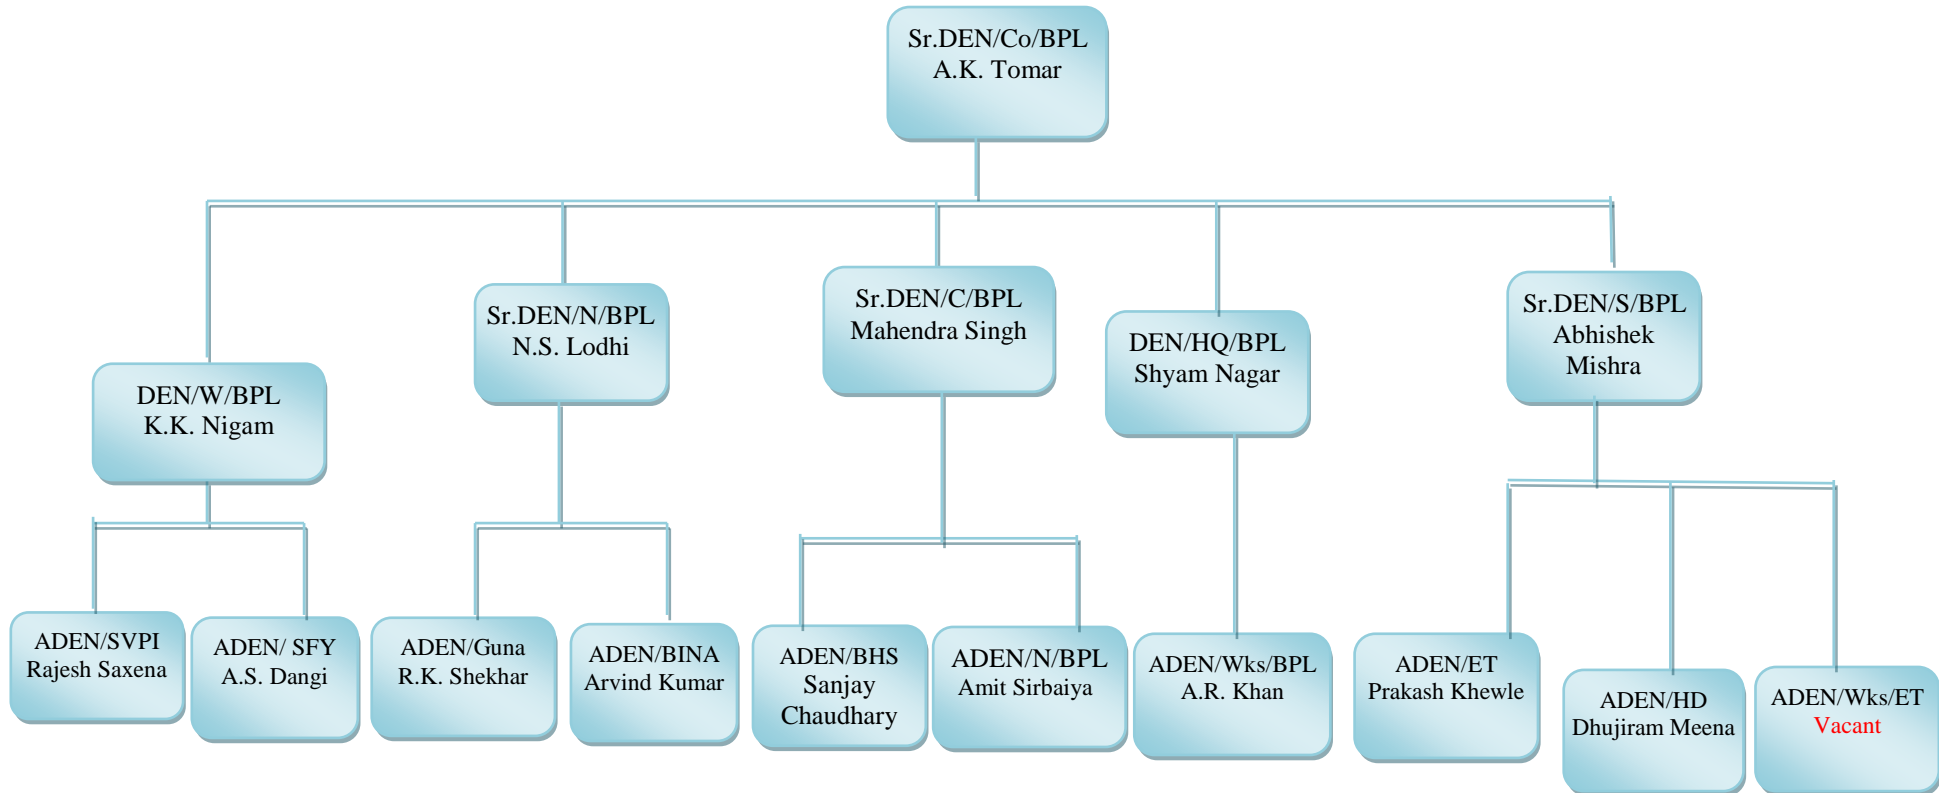 Sr.DEN/Co/BPL
A.K. Tomar
DEN/W/BPL
K.K. Nigam
Sr.DEN/N/BPL
N.S. Lodhi
Sr.DEN/C/BPL
Mahendra Singh
DEN/HQ/BPL
Shyam Nagar
Sr.DEN/S/BPL
Abhishek
Mishra
ADEN/SVPI
Rajesh Saxena
ADEN/ SFY
A.S. Dangi
ADEN/Guna
R.K. Shekhar
ADEN/BINA
Arvind Kumar
ADEN/BHS
Sanjay
Chaudhary
ADEN/N/BPL
Amit Sirbaiya
ADEN/Wks/BPL
A.R. Khan
ADEN/ET
Prakash Khewle
ADEN/HD
Dhujiram Meena
ADEN/Wks/ET
Vacant